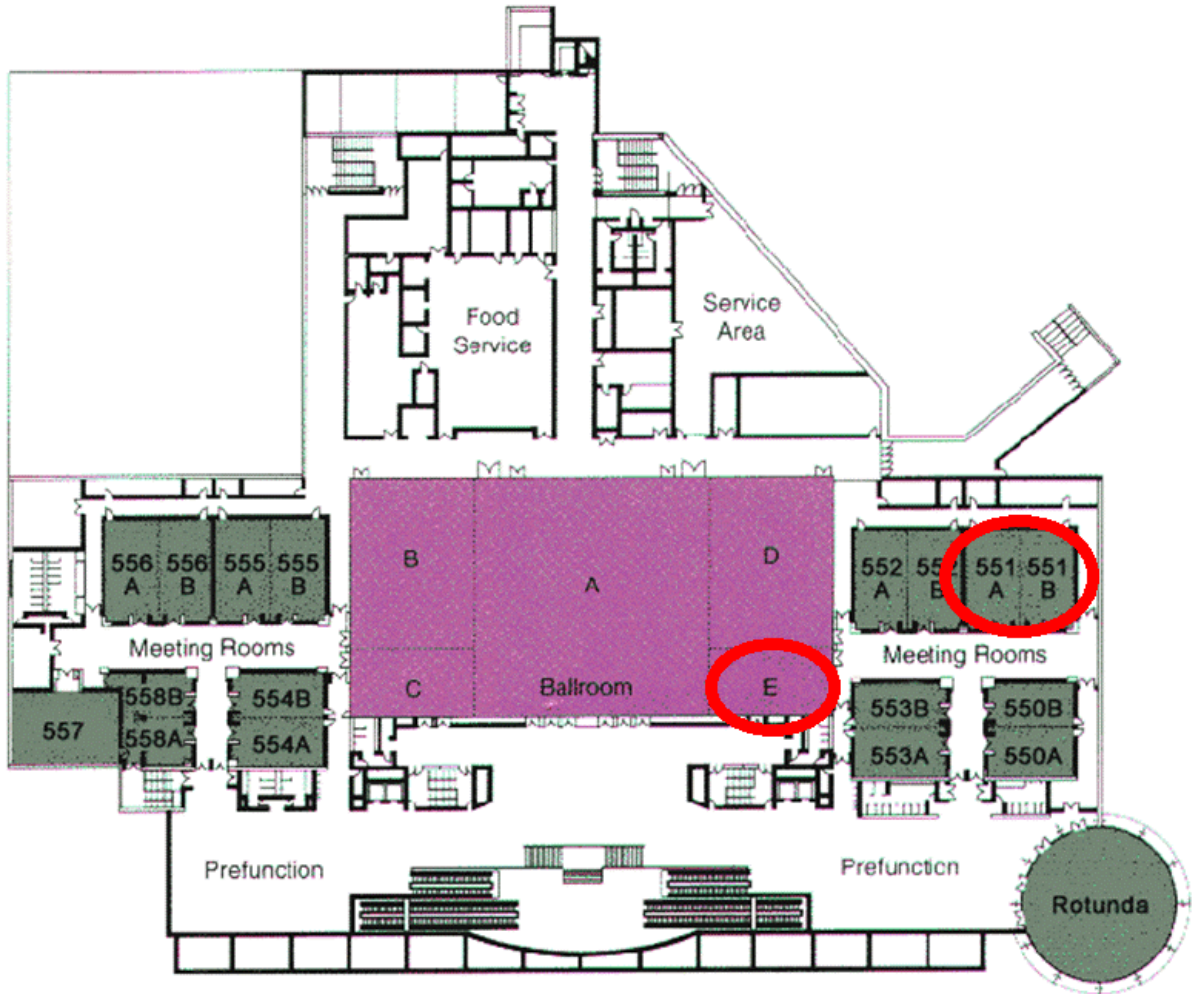 Food
Service
Service
Area
B
A
D
556
A
556
B
555
A
555
B
552
A
552
B
551
A
551
B
Meeting Rooms
Meeting Rooms
C
Ballroom
E
558B
558A
554B
554A
557
553B
553A
550B
550A
Prefunction
Prefunction
Rotunda